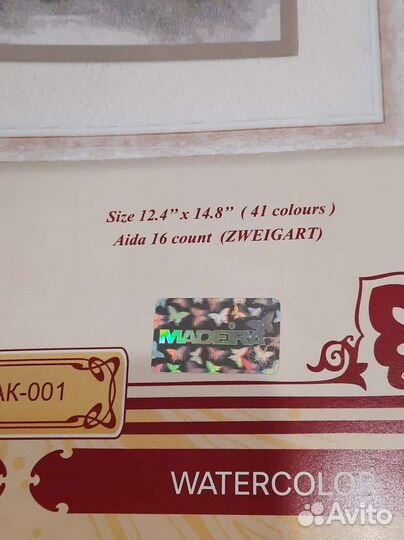 Size 12.4” x 14.8” ( 41 colours )
Aida 16 count (ZWEIGART)
MADEIRA
AK-001
WATERCOLOR
Avito